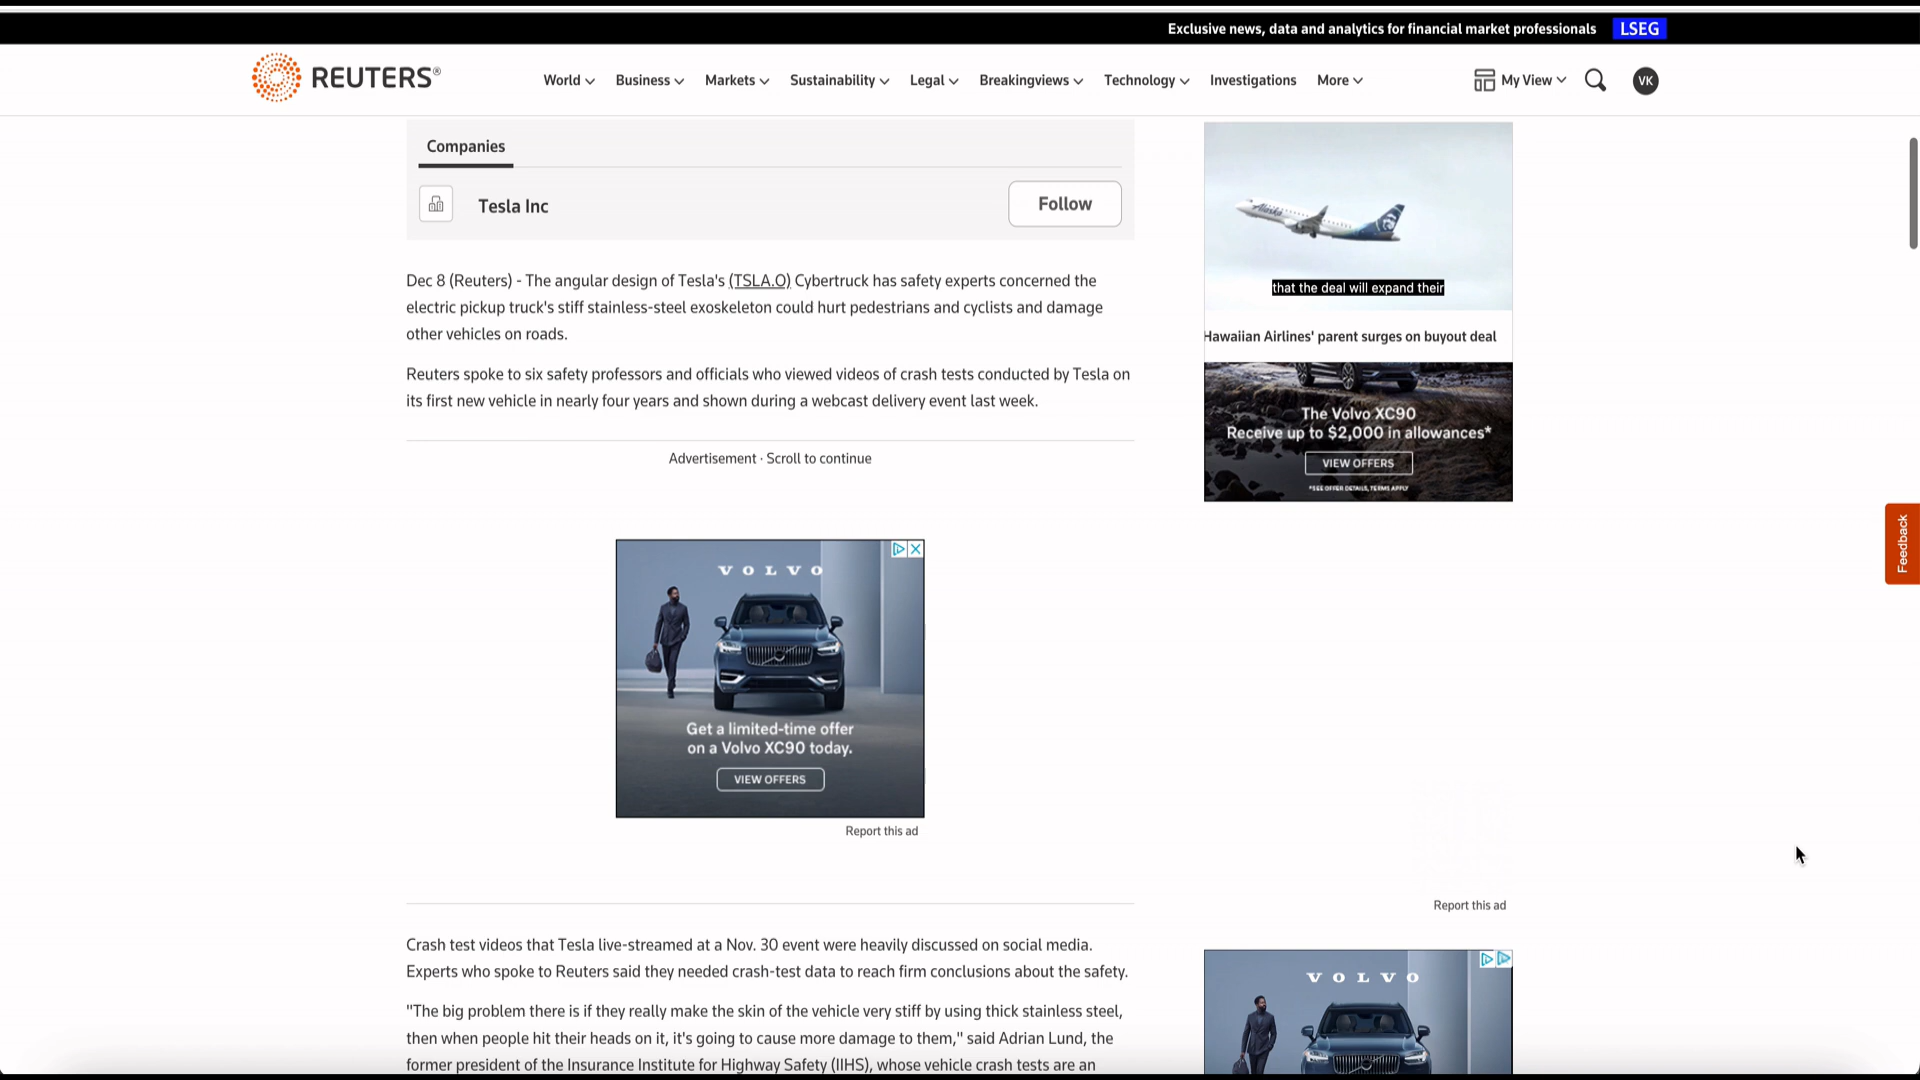 Exclusive news, data and analytics for financial market professionals LSEG
REUTERS®
World Business Markets Sustainability Legal Breakingviews Technology Investigations More
My View VK
Companies
Tesla Inc
Follow
Dec 8 (Reuters) - The angular design of Tesla's (TSLA.O) Cybertruck has safety experts concerned the
electric pickup truck's stiff stainless-steel exoskeleton could hurt pedestrians and cyclists and damage
other vehicles on roads.
Reuters spoke to six safety professors and officials who viewed videos of crash tests conducted by Tesla on
its first new vehicle in nearly four years and shown during a webcast delivery event last week.
Advertisement · Scroll to continue
VOLVO
Get a limited-time offer
on a Volvo XC90 today.
VIEW OFFERS
Report this ad
Crash test videos that Tesla live-streamed at a Nov. 30 event were heavily discussed on social media.
Experts who spoke to Reuters said they needed crash-test data to reach firm conclusions about the safety.
"The big problem there is if they really make the skin of the vehicle very stiff by using thick stainless steel,
then when people hit their heads on it, it's going to cause more damage to them," said Adrian Lund, the
former president of the Insurance Institute for Highway Safety (IIHS), whose vehicle crash tests are an
Alaska
that the deal will expand their
Hawaiian Airlines' parent surges on buyout deal
The Volvo XC90
Receive up to $2,000 in allowances*
VIEW OFFERS
*SEE OFFER DETAILS, TERMS APPLY
Report this ad
VOLVO
Feedback